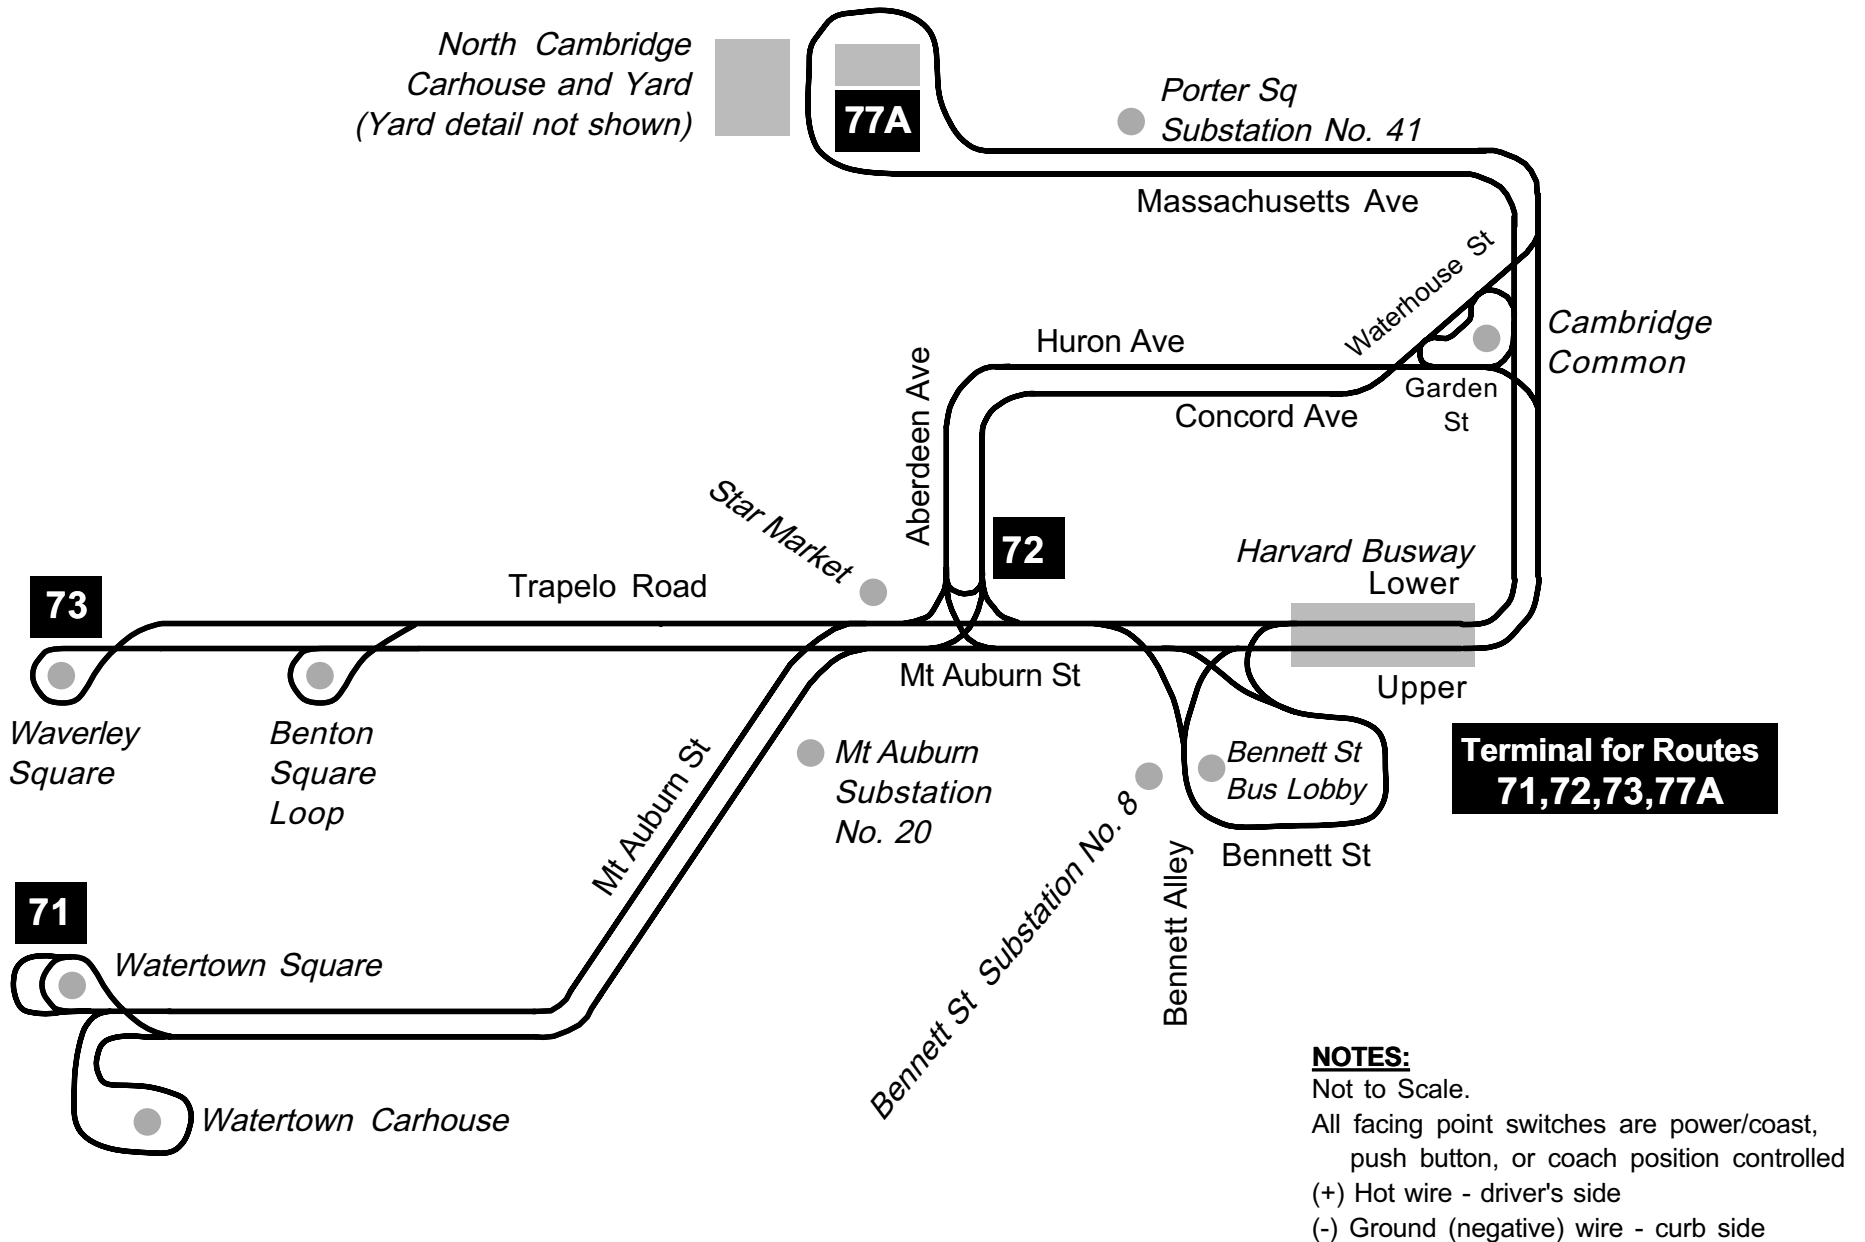 North Cambridge
Carhouse and Yard
(Yard detail not shown)
77A
Porter Sq
Substation No. 41
Massachusetts Ave
Waterhouse St
Cambridge
Common
Huron Ave
Garden
St
Concord Ave
Aberdeen Ave
Star Market
72
Harvard Busway
Lower
Trapelo Road
73
Mt Auburn St
Upper
Waverley
Square
Benton
Square
Loop
Mt Auburn St
Mt Auburn
Substation
No. 20
Bennett St
Bus Lobby
Terminal for Routes
71,72,73,77A
Bennett St Substation No. 8
Bennett Alley
Bennett St
71
Watertown Square
Watertown Carhouse
NOTES:
Not to Scale.
All facing point switches are power/coast,
push button, or coach position controlled
(+) Hot wire - driver's side
(-) Ground (negative) wire - curb side